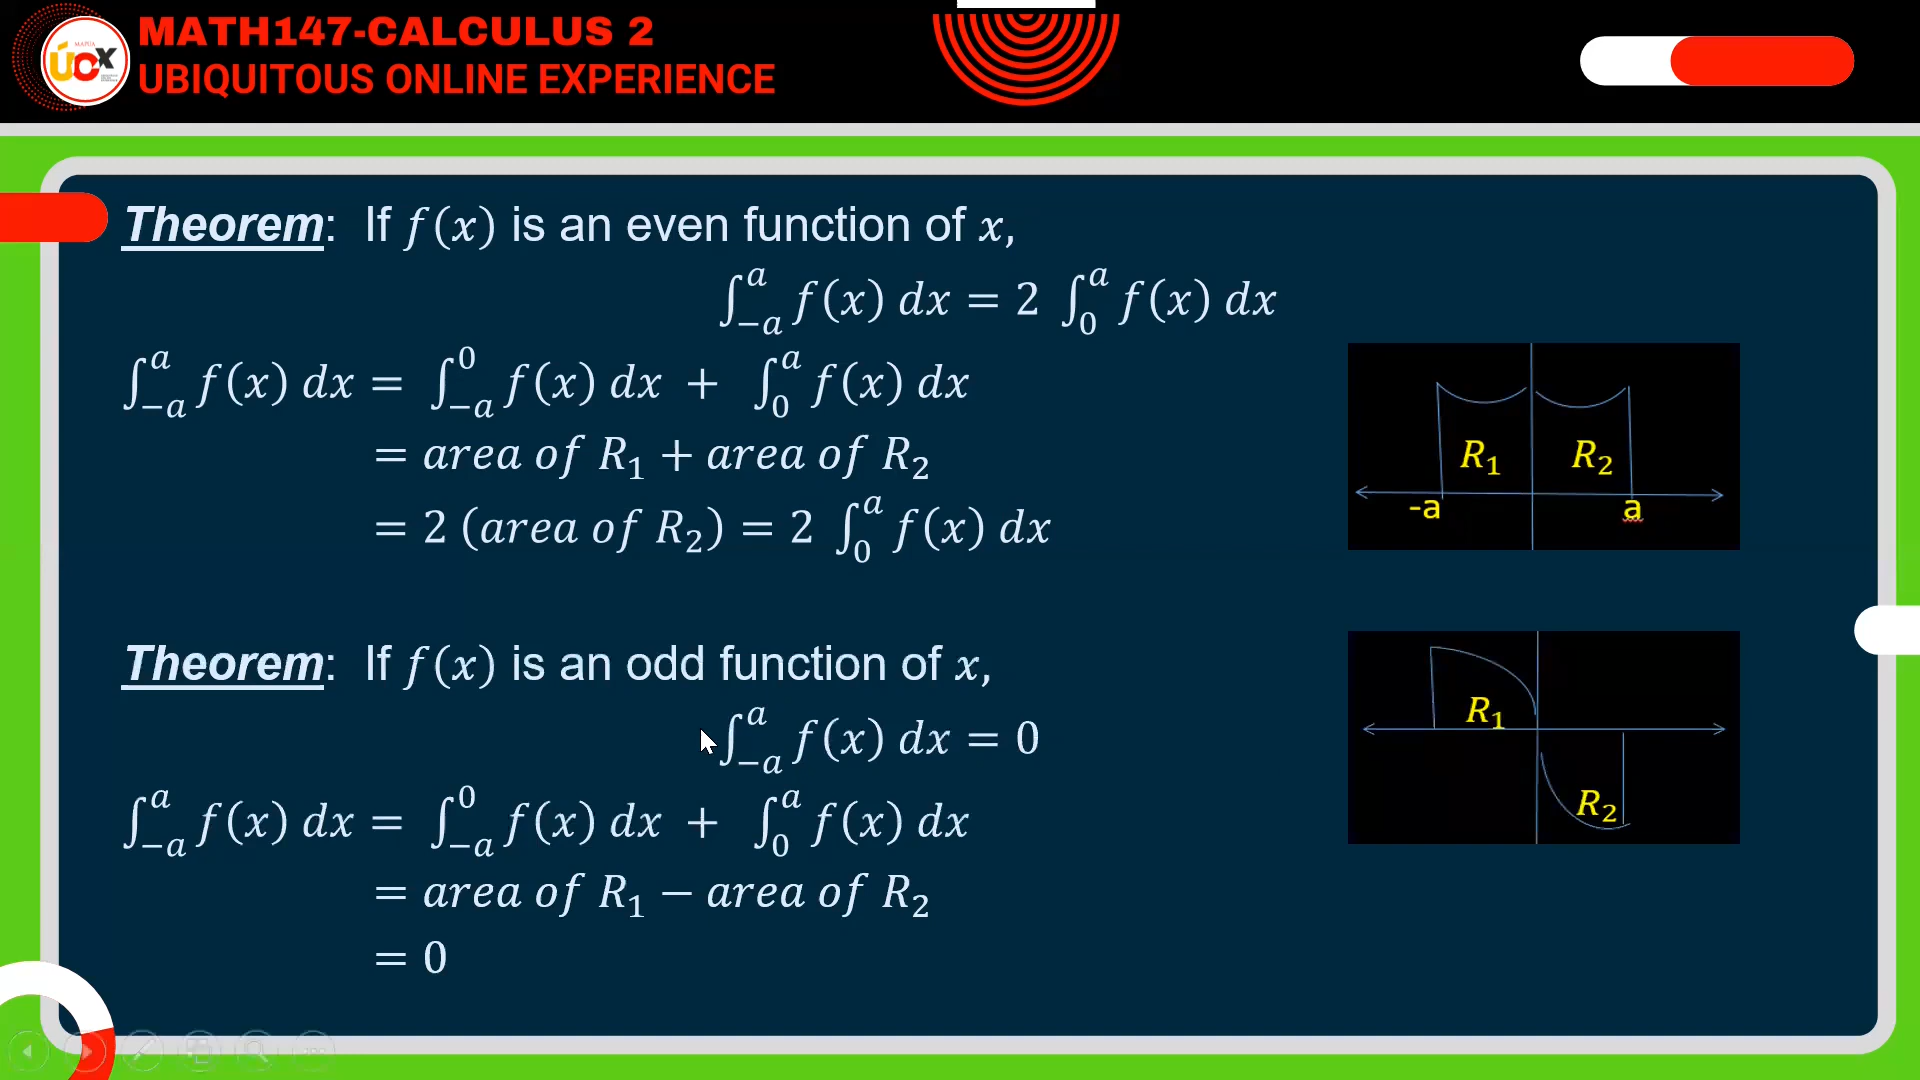 MATH147-CALCULUS 2
UBIQUITOUS ONLINE EXPERIENCE
MAPUA
ÚCX
Theorem: If f(x) is an even function of x,
∫_{-a}^{a} f(x) dx = 2 ∫_{0}^{a} f(x) dx
∫_{-a}^{a} f(x) dx = ∫_{-a}^{0} f(x) dx + ∫_{0}^{a} f(x) dx
= area of R₁ + area of R₂
= 2 (area of R₂) = 2 ∫_{0}^{a} f(x) dx
R₁ R₂
-a a
Theorem: If f(x) is an odd function of x,
∫_{-a}^{a} f(x) dx = 0
∫_{-a}^{a} f(x) dx = ∫_{-a}^{0} f(x) dx + ∫_{0}^{a} f(x) dx
= area of R₁ − area of R₂
= 0
R₁
R₂